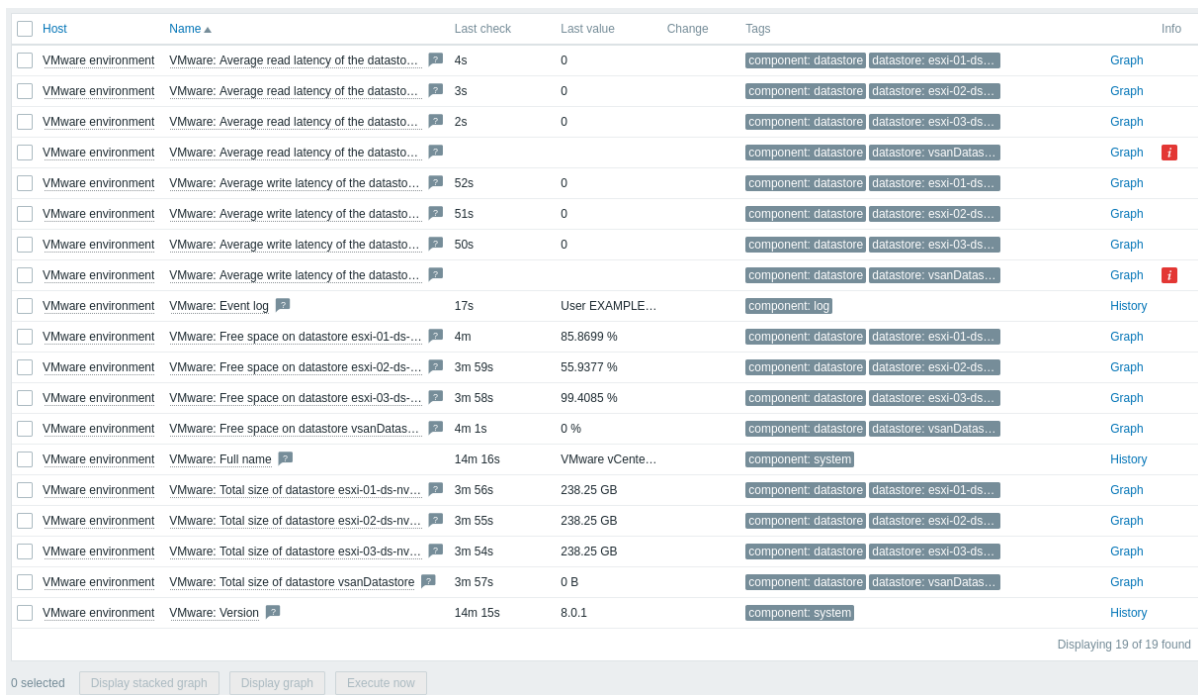 Host Name Last check Last value Change Tags Info
VMware environment VMware: Average read latency of the datasto… ? 4s 0 component: datastore datastore: esxi-01-ds… Graph
VMware environment VMware: Average read latency of the datasto… ? 3s 0 component: datastore datastore: esxi-02-ds… Graph
VMware environment VMware: Average read latency of the datasto… ? 2s 0 component: datastore datastore: esxi-03-ds… Graph
VMware environment VMware: Average read latency of the datasto… ? component: datastore datastore: vsanDatas… Graph i
VMware environment VMware: Average write latency of the datasto… ? 52s 0 component: datastore datastore: esxi-01-ds… Graph
VMware environment VMware: Average write latency of the datasto… ? 51s 0 component: datastore datastore: esxi-02-ds… Graph
VMware environment VMware: Average write latency of the datasto… ? 50s 0 component: datastore datastore: esxi-03-ds… Graph
VMware environment VMware: Average write latency of the datasto… ? component: datastore datastore: vsanDatas… Graph i
VMware environment VMware: Event log ? 17s User EXAMPLE… component: log History
VMware environment VMware: Free space on datastore esxi-01-ds-… ? 4m 85.8699 % component: datastore datastore: esxi-01-ds… Graph
VMware environment VMware: Free space on datastore esxi-02-ds-… ? 3m 59s 55.9377 % component: datastore datastore: esxi-02-ds… Graph
VMware environment VMware: Free space on datastore esxi-03-ds-… ? 3m 58s 99.4085 % component: datastore datastore: esxi-03-ds… Graph
VMware environment VMware: Free space on datastore vsanDatas… ? 4m 1s 0 % component: datastore datastore: vsanDatas… Graph
VMware environment VMware: Full name ? 14m 16s VMware vCente… component: system History
VMware environment VMware: Total size of datastore esxi-01-ds-nv… ? 3m 56s 238.25 GB component: datastore datastore: esxi-01-ds… Graph
VMware environment VMware: Total size of datastore esxi-02-ds-nv… ? 3m 55s 238.25 GB component: datastore datastore: esxi-02-ds… Graph
VMware environment VMware: Total size of datastore esxi-03-ds-nv… ? 3m 54s 238.25 GB component: datastore datastore: esxi-03-ds… Graph
VMware environment VMware: Total size of datastore vsanDatastore ? 3m 57s 0 B component: datastore datastore: vsanDatas… Graph
VMware environment VMware: Version ? 14m 15s 8.0.1 component: system History
Displaying 19 of 19 found
0 selected Display stacked graph Display graph Execute now